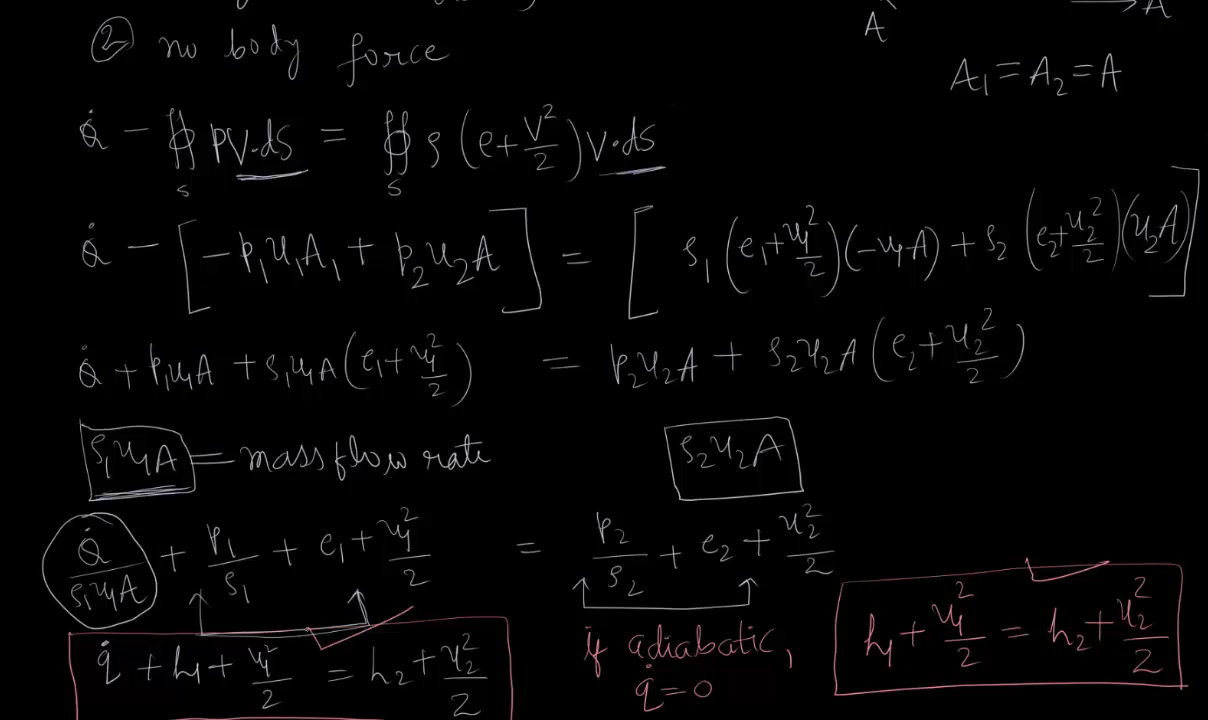 A → A
② no body force
A₁ = A₂ = A
Q̇ − ∯_S pV·dS = ∯_S ρ(e + V²/2) V·dS
Q̇ − [−p₁u₁A₁ + p₂u₂A] = [ρ₁(e₁ + u₁²/2)(−u₁A) + ρ₂(e₂ + u₂²/2)(u₂A)]
Q̇ + p₁u₁A + ρ₁u₁A(e₁ + u₁²/2) = p₂u₂A + ρ₂u₂A(e₂ + u₂²/2)
ρ₁u₁A = mass flow rate ρ₂u₂A
Q̇/ρ₁u₁A + p₁/ρ₁ + e₁ + u₁²/2 = p₂/ρ₂ + e₂ + u₂²/2
q̇ + h₁ + u₁²/2 = h₂ + u₂²/2
if adiabatic,
q̇ = 0
h₁ + u₁²/2 = h₂ + u₂²/2